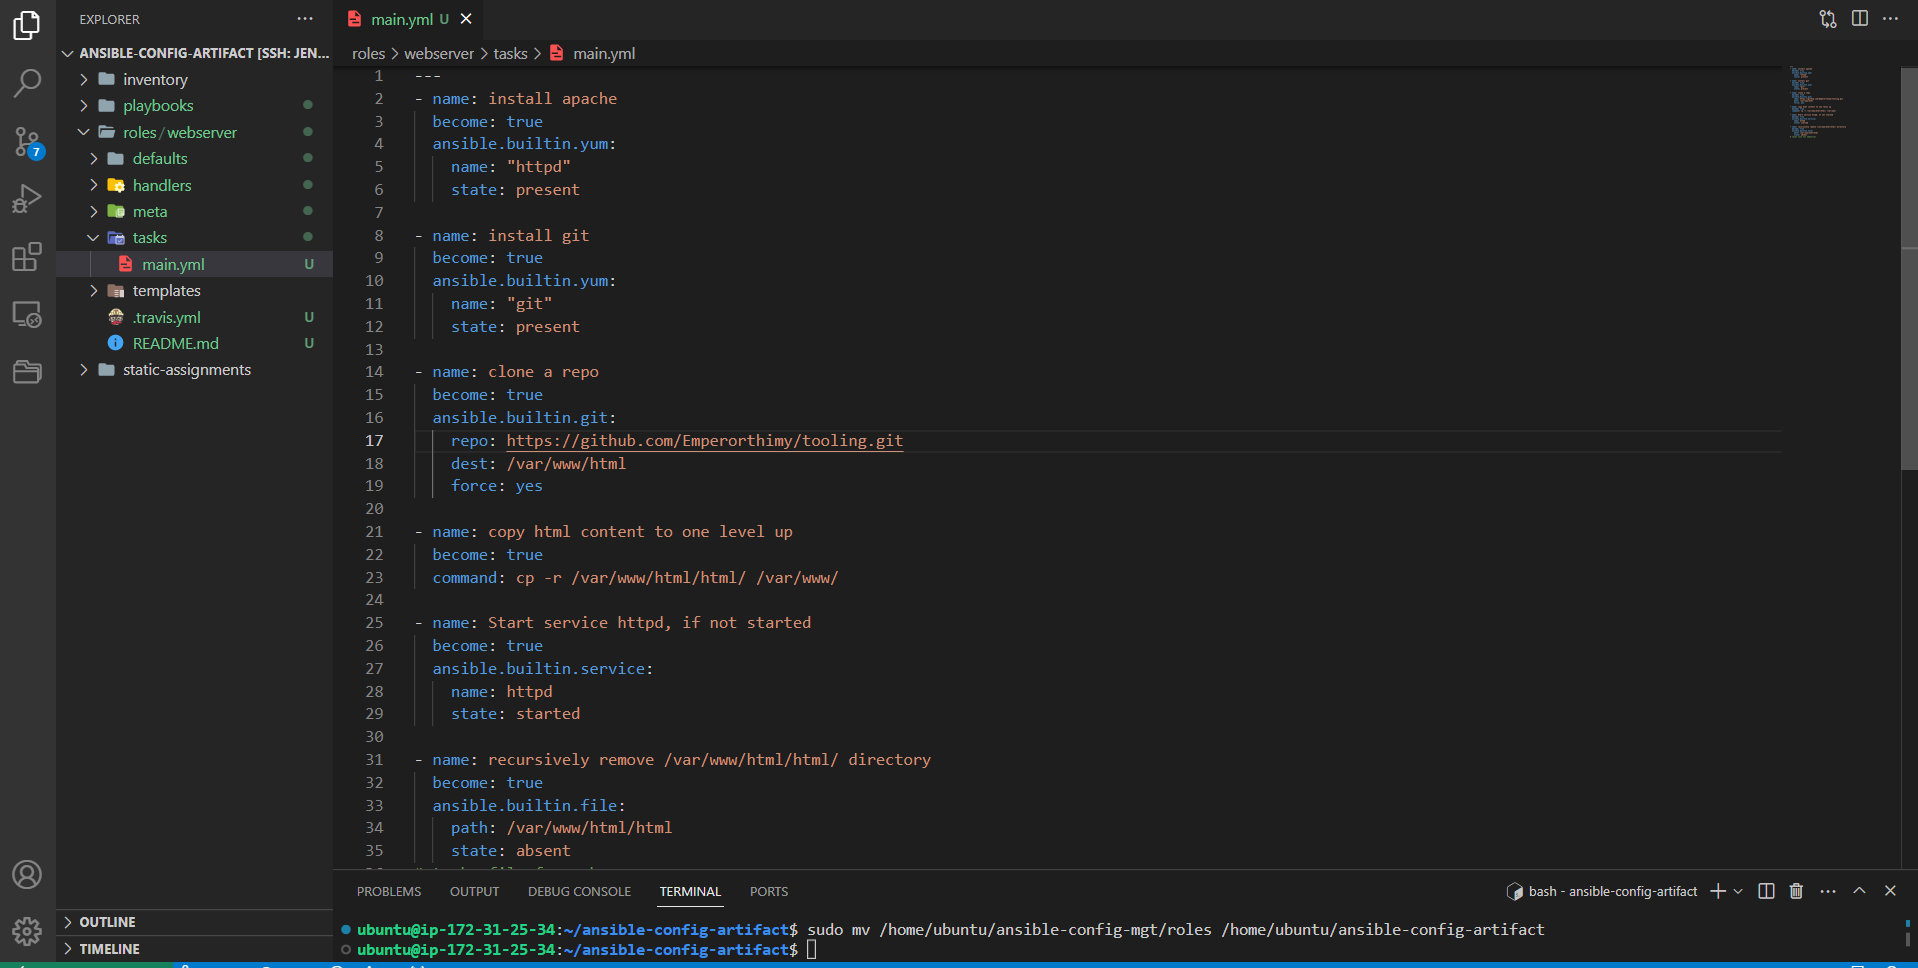 EXPLORER
ANSIBLE-CONFIG-ARTIFACT [SSH: JEN...
inventory
playbooks
roles / webserver
defaults
handlers
meta
tasks
main.yml U
templates
.travis.yml U
README.md U
static-assignments
OUTLINE
TIMELINE
7
main.yml U
roles > webserver > tasks > main.yml
1 ---
2 - name: install apache
3 become: true
4 ansible.builtin.yum:
5 name: "httpd"
6 state: present
7
8 - name: install git
9 become: true
10 ansible.builtin.yum:
11 name: "git"
12 state: present
13
14 - name: clone a repo
15 become: true
16 ansible.builtin.git:
17 repo: https://github.com/Emperorthimy/tooling.git
18 dest: /var/www/html
19 force: yes
20
21 - name: copy html content to one level up
22 become: true
23 command: cp -r /var/www/html/html/ /var/www/
24
25 - name: Start service httpd, if not started
26 become: true
27 ansible.builtin.service:
28 name: httpd
29 state: started
30
31 - name: recursively remove /var/www/html/html/ directory
32 become: true
33 ansible.builtin.file:
34 path: /var/www/html/html
35 state: absent
PROBLEMS OUTPUT DEBUG CONSOLE TERMINAL PORTS
bash - ansible-config-artifact
ubuntu@ip-172-31-25-34:~/ansible-config-artifact$ sudo mv /home/ubuntu/ansible-config-mgt/roles /home/ubuntu/ansible-config-artifact
ubuntu@ip-172-31-25-34:~/ansible-config-artifact$